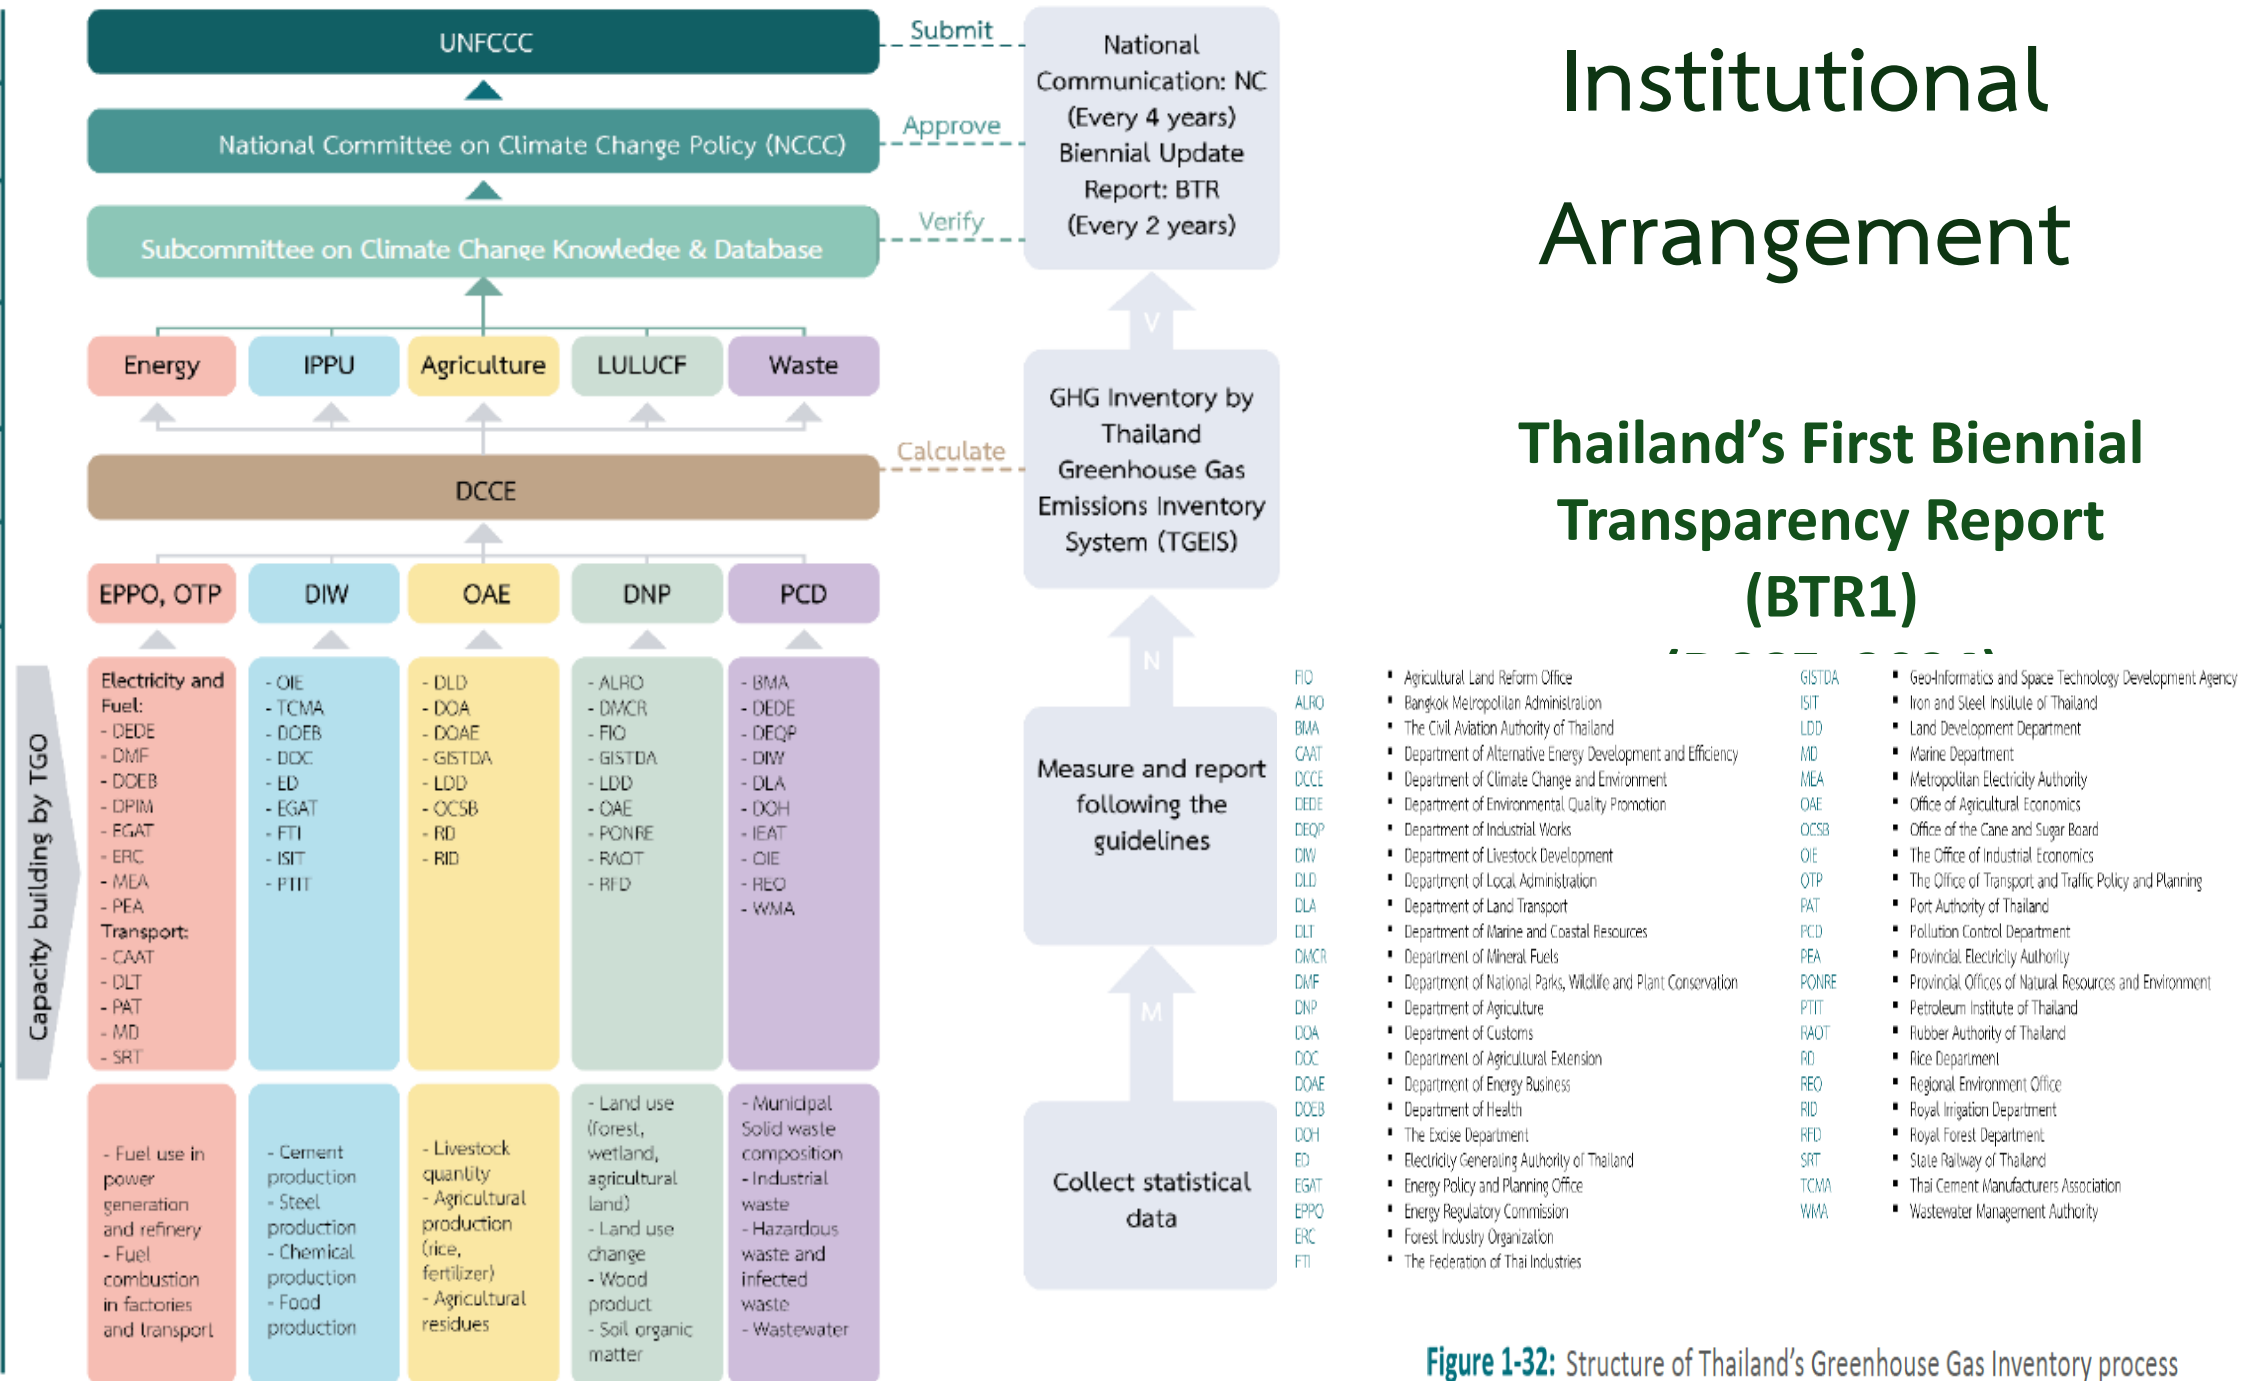 UNFCCC
Submit
National Committee on Climate Change Policy (NCCC)
Approve
Subcommittee on Climate Change Knowledge & Database
Verify
National
Communication: NC
(Every 4 years)
Biennial Update
Report: BTR
(Every 2 years)
V
Energy
IPPU
Agriculture
LULUCF
Waste
DCCE
Calculate
GHG Inventory by
Thailand
Greenhouse Gas
Emissions Inventory
System (TGEIS)
N
EPPO, OTP
DIW
OAE
DNP
PCD
Capacity building by TGO
Electricity and
Fuel:
- DEDE
- DMF
- DOEB
- DPIM
- EGAT
- ERC
- MEA
- PEA
Transport:
- CAAT
- DLT
- PAT
- MD
- SRT
- OIE
- TCMA
- DOEB
- DOC
- ED
- EGAT
- FTI
- ISIT
- PTIT
- DLD
- DOA
- DOAE
- GISTDA
- LDD
- OCSB
- RD
- RID
- ALRO
- DMCR
- FIO
- GISTDA
- LDD
- OAE
- PONRE
- RAOT
- RFD
- BMA
- DEDE
- DEQP
- DIW
- DLA
- DOH
- IEAT
- OIE
- REO
- WMA
Measure and report
following the
guidelines
M
- Fuel use in
power
generation
and refinery
- Fuel
combustion
in factories
and transport
- Cement
production
- Steel
production
- Chemical
production
- Food
production
- Livestock
quantity
- Agricultural
production
(rice,
fertilizer)
- Agricultural
residues
- Land use
(forest,
wetland,
agricultural
land)
- Land use
change
- Wood
product
- Soil organic
matter
- Municipal
Solid waste
composition
- Industrial
waste
- Hazardous
waste and
infected
waste
- Wastewater
Collect statistical
data
Institutional
Arrangement
Thailand's First Biennial
Transparency Report
(BTR1)
FIO ▪ Agricultural Land Reform Office
ALRO ▪ Bangkok Metropolitan Administration
BMA ▪ The Civil Aviation Authority of Thailand
CAAT ▪ Department of Alternative Energy Development and Efficiency
DCCE ▪ Department of Climate Change and Environment
DEDE ▪ Department of Environmental Quality Promotion
DEQP ▪ Department of Industrial Works
DIW ▪ Department of Livestock Development
DLD ▪ Department of Local Administration
DLA ▪ Department of Land Transport
DLT ▪ Department of Marine and Coastal Resources
DMCR ▪ Department of Mineral Fuels
DMF ▪ Department of National Parks, Wildlife and Plant Conservation
DNP ▪ Department of Agriculture
DOA ▪ Department of Customs
DOC ▪ Department of Agricultural Extension
DOAE ▪ Department of Energy Business
DOEB ▪ Department of Health
DOH ▪ The Excise Department
ED ▪ Electricity Generating Authority of Thailand
EGAT ▪ Energy Policy and Planning Office
EPPO ▪ Energy Regulatory Commission
ERC ▪ Forest Industry Organization
FTI ▪ The Federation of Thai Industries
GISTDA ▪ Geo-Informatics and Space Technology Development Agency
ISIT ▪ Iron and Steel Institute of Thailand
LDD ▪ Land Development Department
MD ▪ Marine Department
MEA ▪ Metropolitan Electricity Authority
OAE ▪ Office of Agricultural Economics
OCSB ▪ Office of the Cane and Sugar Board
OIE ▪ The Office of Industrial Economics
OTP ▪ The Office of Transport and Traffic Policy and Planning
PAT ▪ Port Authority of Thailand
PCD ▪ Pollution Control Department
PEA ▪ Provincial Electricity Authority
PONRE ▪ Provincial Offices of Natural Resources and Environment
PTIT ▪ Petroleum Institute of Thailand
RAOT ▪ Rubber Authority of Thailand
RD ▪ Rice Department
REO ▪ Regional Environment Office
RID ▪ Royal Irrigation Department
RFD ▪ Royal Forest Department
SRT ▪ State Railway of Thailand
TCMA ▪ Thai Cement Manufacturers Association
WMA ▪ Wastewater Management Authority
Figure 1-32: Structure of Thailand's Greenhouse Gas Inventory process